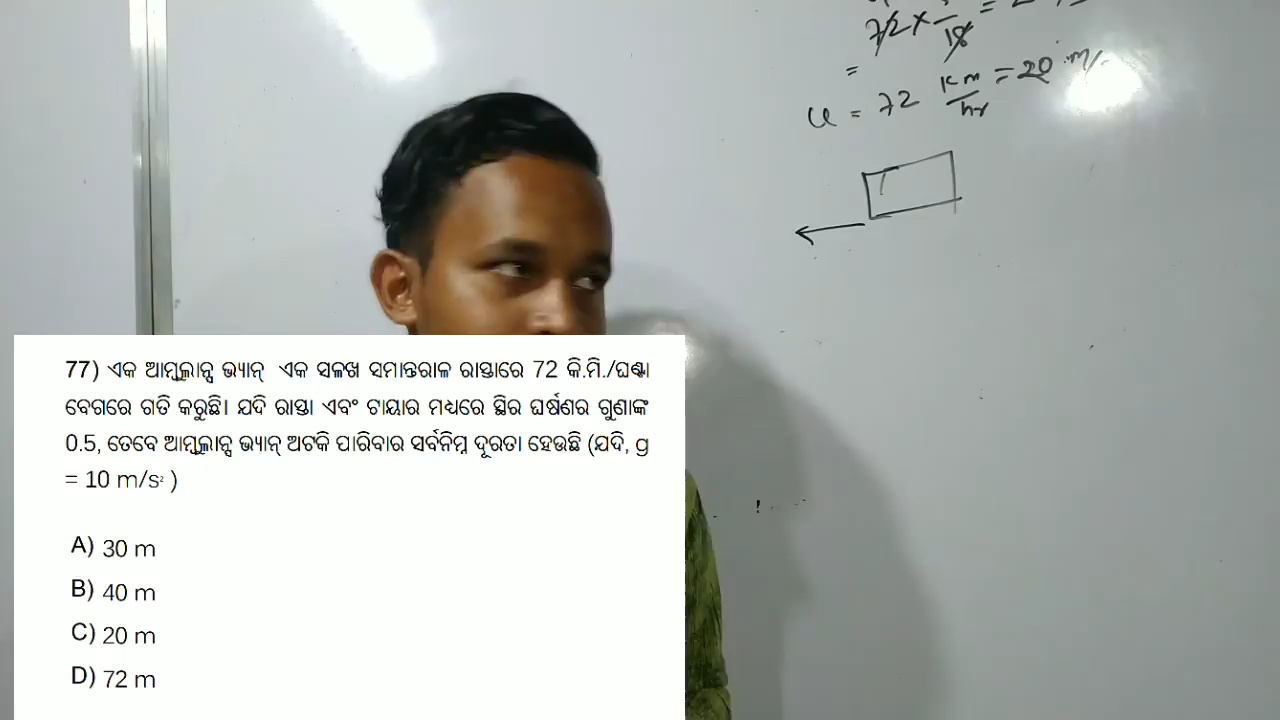 72 × 5/18 =
=
u = 72 Km/hr = 20 m/
77) ଏକ ଆମ୍ବୁଲାନ୍ସ ଭ୍ୟାନ୍ ଏକ ସଳଖ ସମାନ୍ତରାଳ ରାସ୍ତାରେ 72 କି.ମି./ଘଣ୍ଟା
ବେଗରେ ଗତି କରୁଛି। ଯଦି ରାସ୍ତା ଏବଂ ଟାୟାର ମଧ୍ୟରେ ସ୍ଥିର ଘର୍ଷଣର ଗୁଣାଙ୍କ
0.5, ତେବେ ଆମ୍ବୁଲାନ୍ସ ଭ୍ୟାନ୍ ଅଟକି ପାରିବାର ସର୍ବନିମ୍ନ ଦୂରତା ହେଉଛି (ଯଦି, g
= 10 m/s² )
A) 30 m
B) 40 m
C) 20 m
D) 72 m